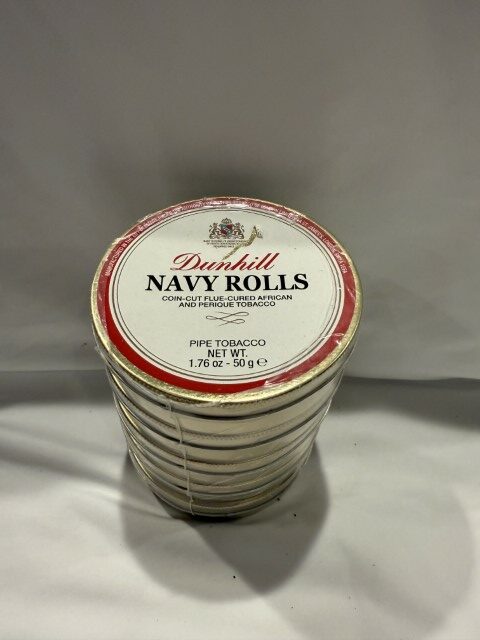 Dunhill
NAVY ROLLS
COIN-CUT FLUE-CURED AFRICAN
AND PERIQUE TOBACCO
PIPE TOBACCO
NET WT.
1.76 oz - 50 g ℮